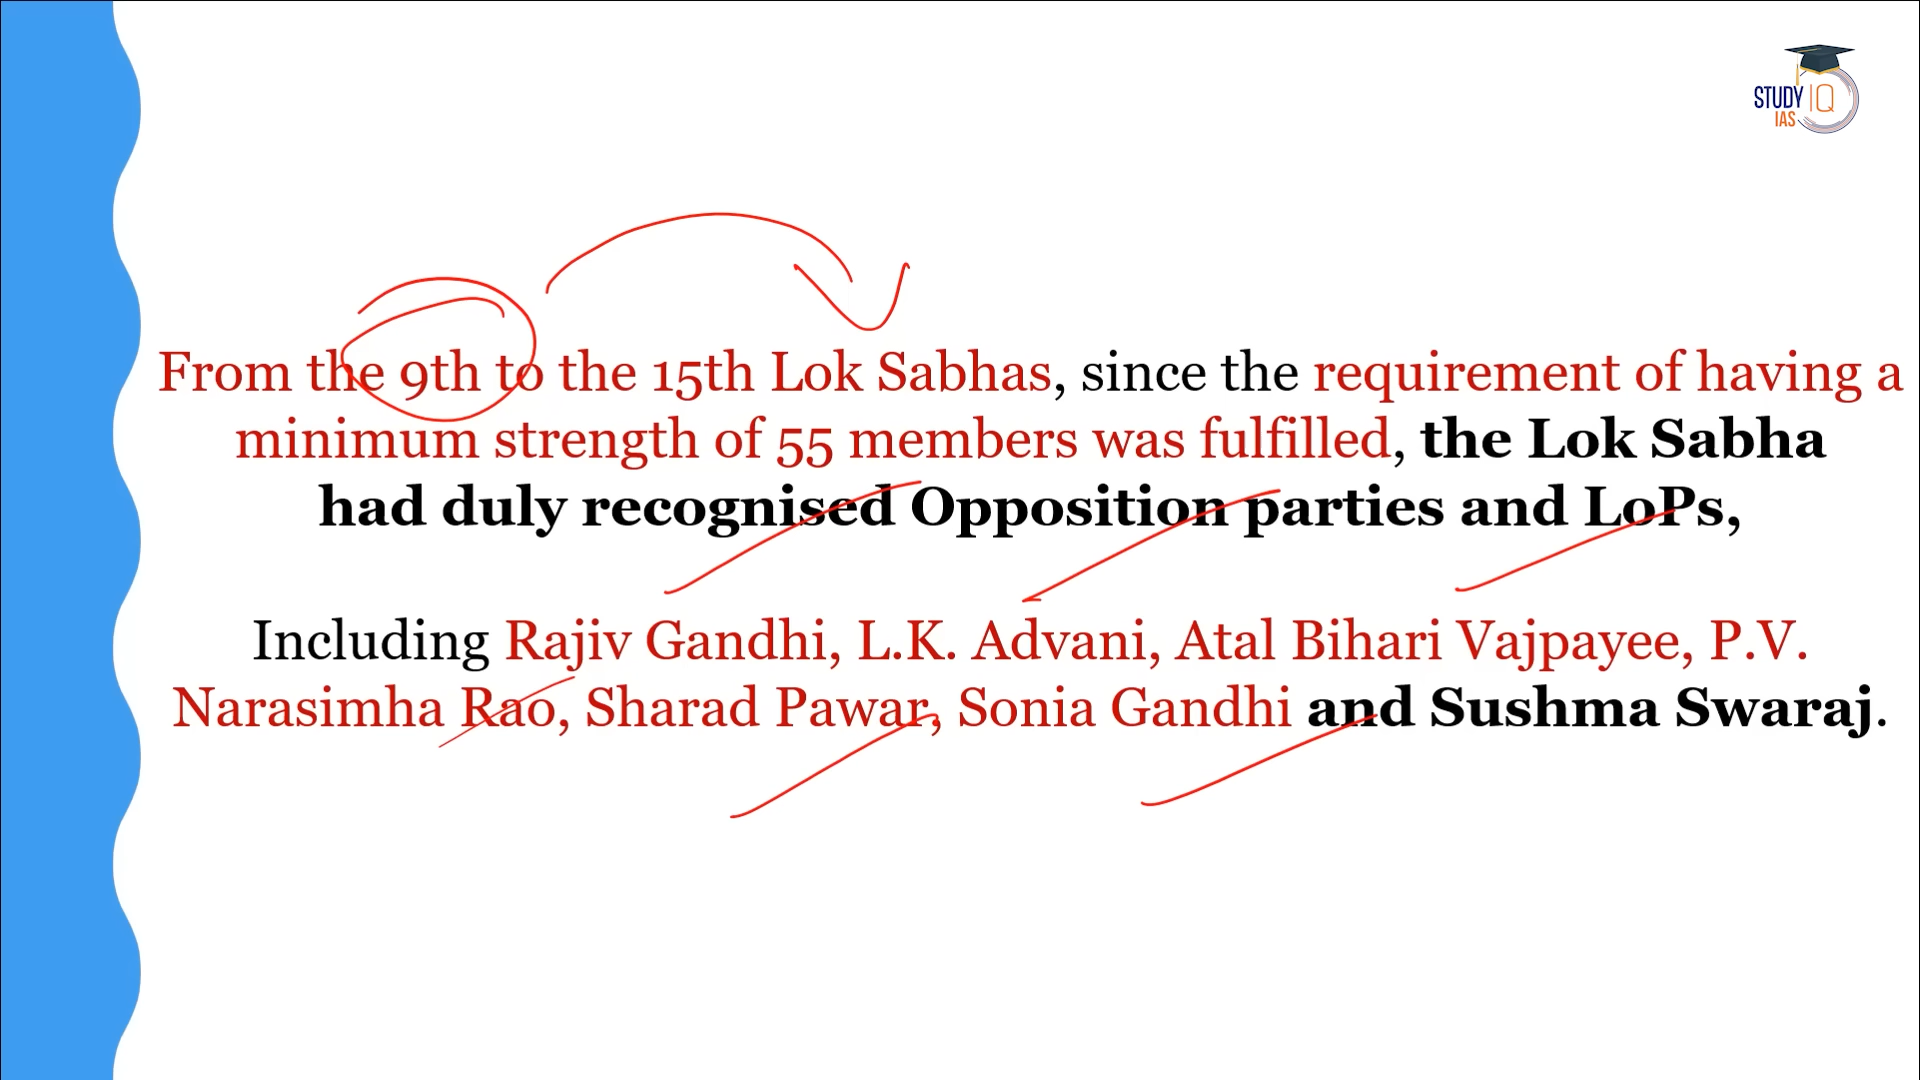 STUDY IQ
IAS
From the 9th to the 15th Lok Sabhas, since the requirement of having a
minimum strength of 55 members was fulfilled, the Lok Sabha
had duly recognised Opposition parties and LoPs,
Including Rajiv Gandhi, L.K. Advani, Atal Bihari Vajpayee, P.V.
Narasimha Rao, Sharad Pawar, Sonia Gandhi and Sushma Swaraj.